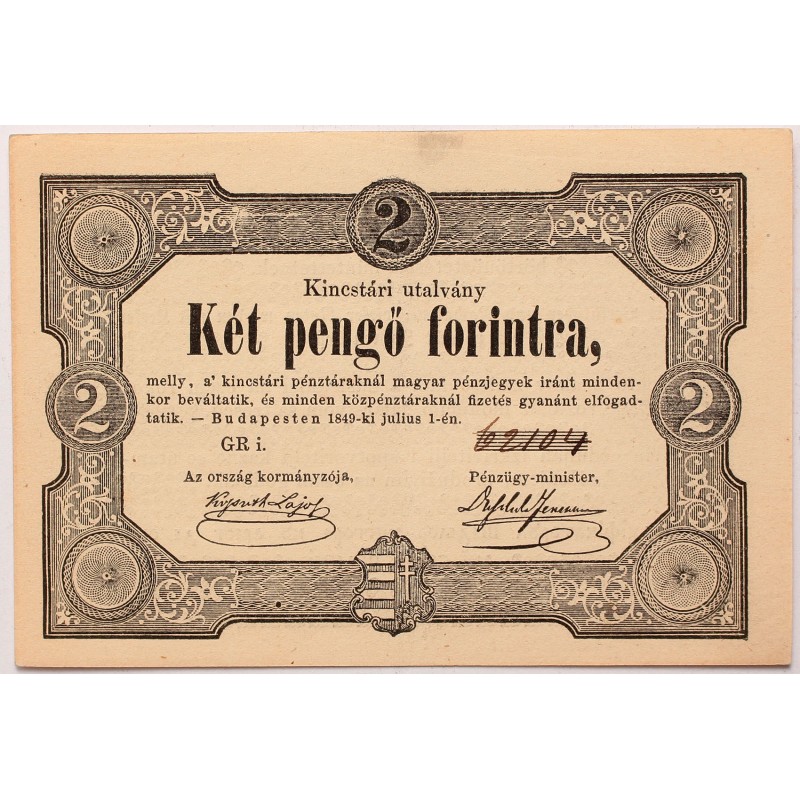 2
Kincstári utalvány
Két pengő forintra,
melly, a' kincstári pénztáraknál magyar pénzjegyek iránt minden-
kor beváltatik, és minden közpénztáraknál fizetés gyanánt elfogad-
tatik. — Budapesten 1849-ki julius 1-én.
2 2
GR i. 62104
Az ország kormányzója, Pénzügy-minister,
Kossuth Lajos